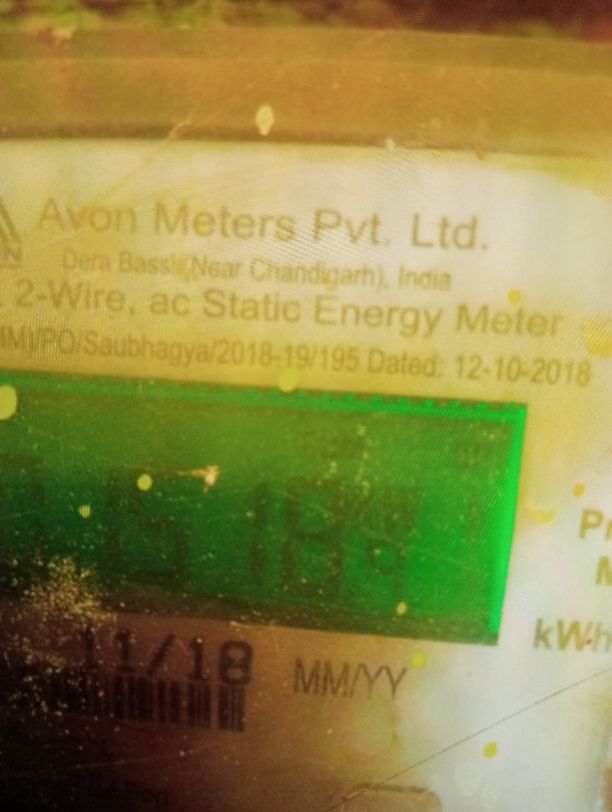 Avon Meters Pvt. Ltd.
Dera Bassi (Near Chandigarh), India
2-Wire, ac Static Energy Meter
MM)/PO/Saubhagya/2018-19/195 Dated: 12-10-2018
kWh
11/18 MM/YY